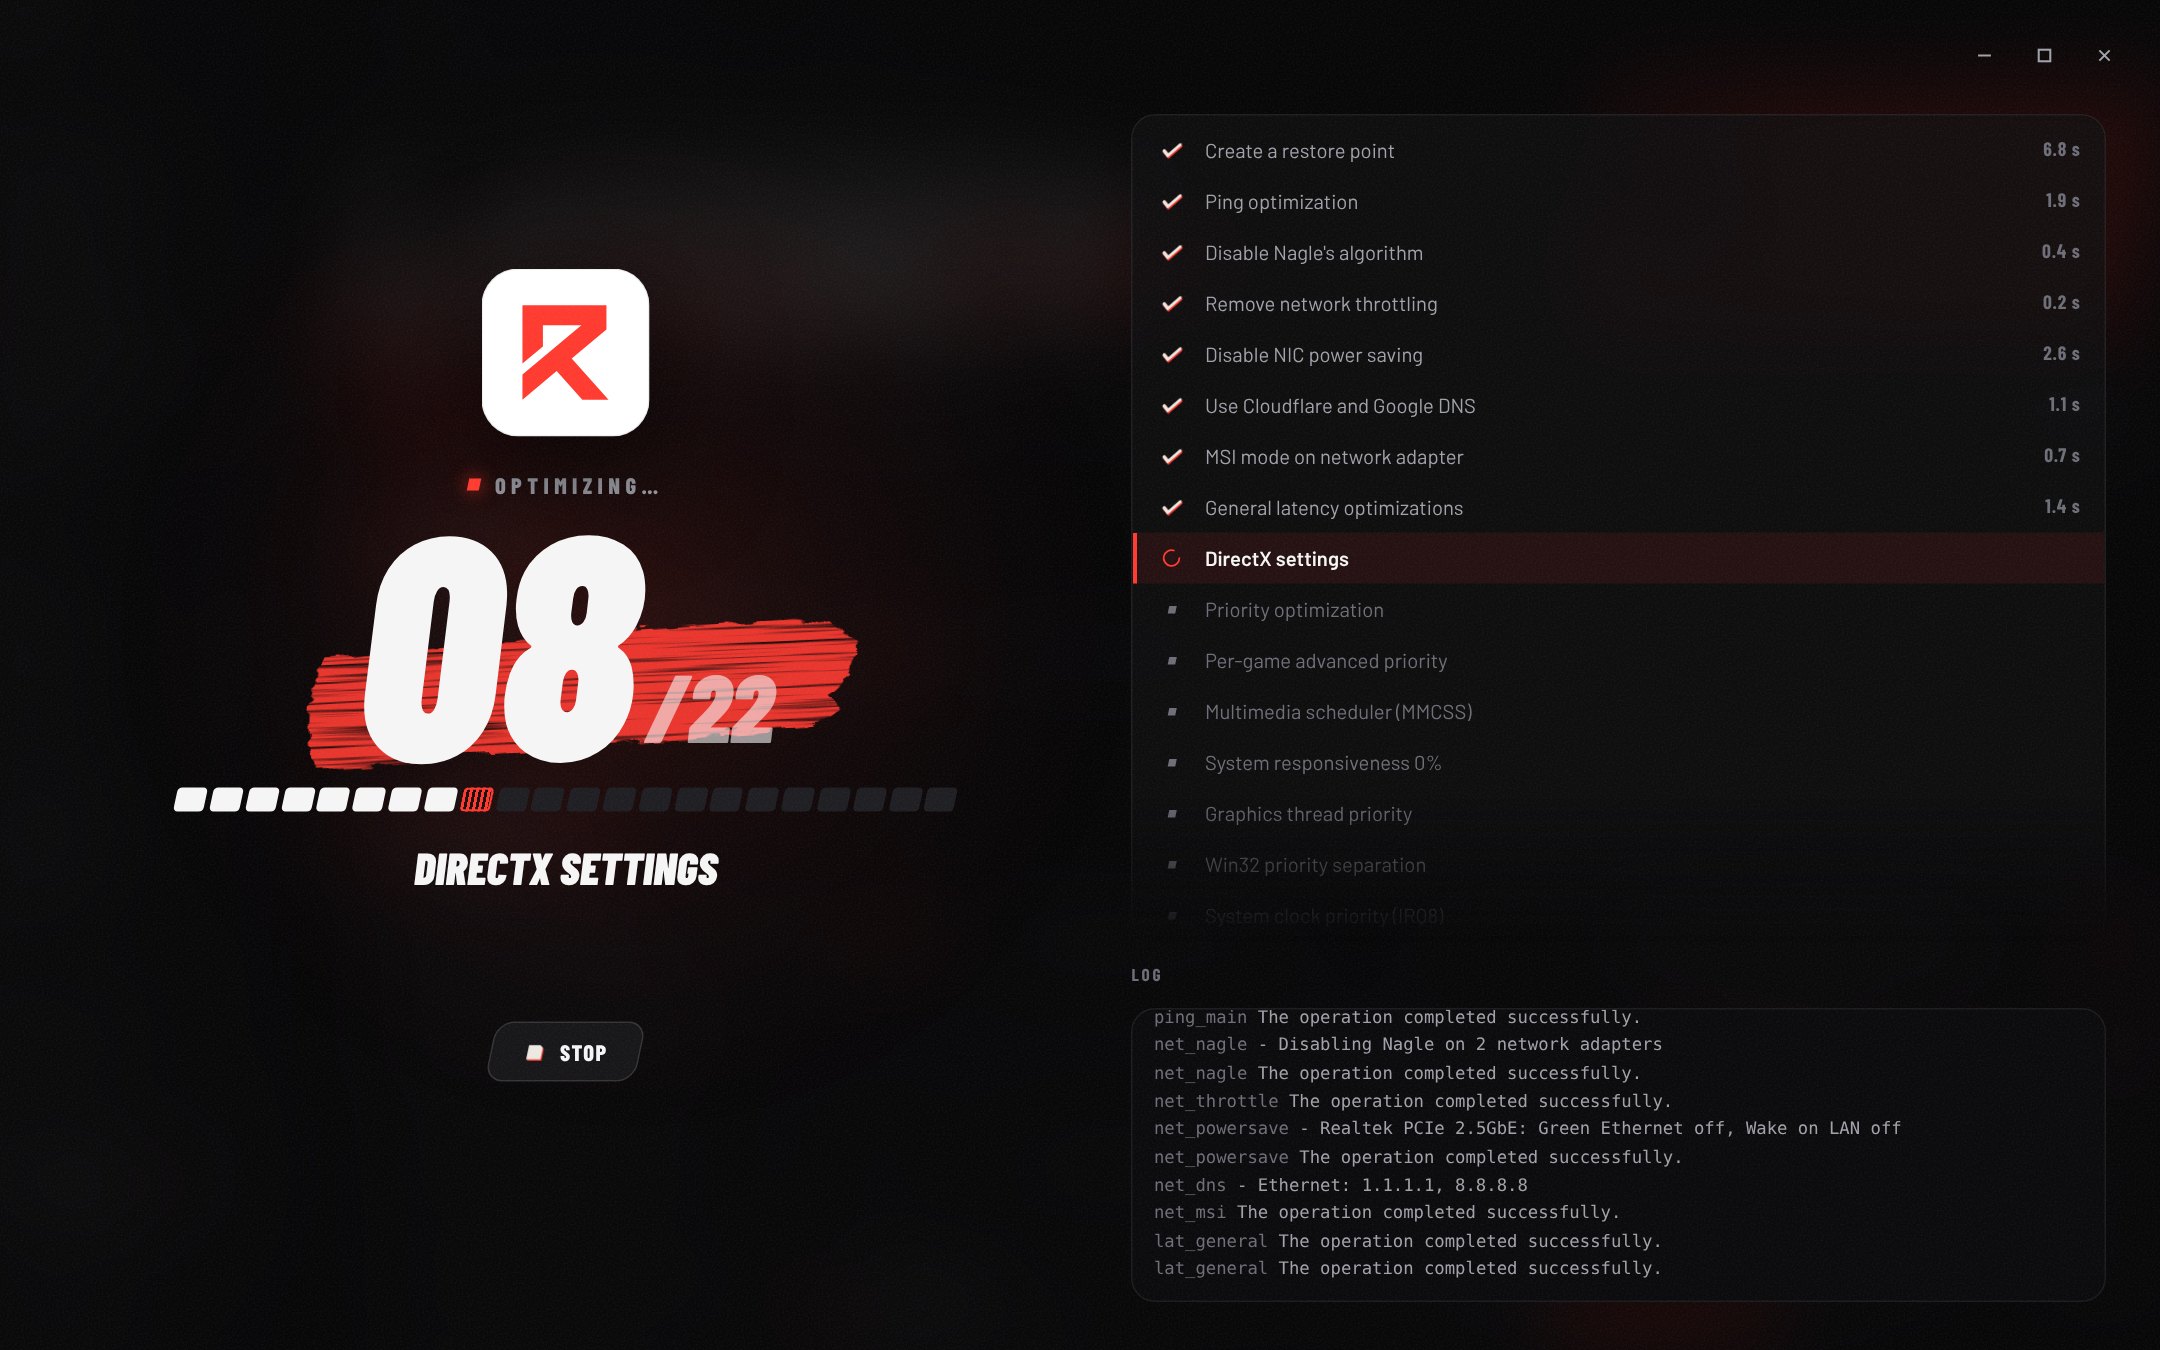 OPTIMIZING...
08/22
DIRECTX SETTINGS
STOP
Create a restore point 6.8 s
Ping optimization 1.9 s
Disable Nagle's algorithm 0.4 s
Remove network throttling 0.2 s
Disable NIC power saving 2.6 s
Use Cloudflare and Google DNS 1.1 s
MSI mode on network adapter 0.7 s
General latency optimizations 1.4 s
DirectX settings
Priority optimization
Per-game advanced priority
Multimedia scheduler (MMCSS)
System responsiveness 0%
Graphics thread priority
Win32 priority separation
System clock priority (IRQ8)
LOG
ping_main The operation completed successfully.
net_nagle - Disabling Nagle on 2 network adapters
net_nagle The operation completed successfully.
net_throttle The operation completed successfully.
net_powersave - Realtek PCIe 2.5GbE: Green Ethernet off, Wake on LAN off
net_powersave The operation completed successfully.
net_dns - Ethernet: 1.1.1.1, 8.8.8.8
net_msi The operation completed successfully.
lat_general The operation completed successfully.
lat_general The operation completed successfully.